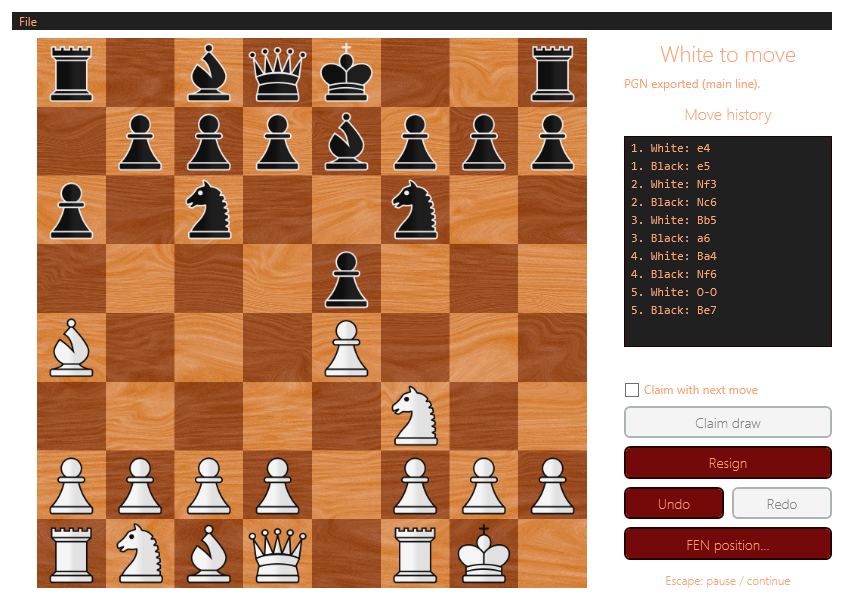 File
White to move
PGN exported (main line).
Move history
1. White: e4
1. Black: e5
2. White: Nf3
2. Black: Nc6
3. White: Bb5
3. Black: a6
4. White: Ba4
4. Black: Nf6
5. White: O-O
5. Black: Be7
Claim with next move
Claim draw
Resign
Undo
Redo
FEN position...
Escape: pause / continue